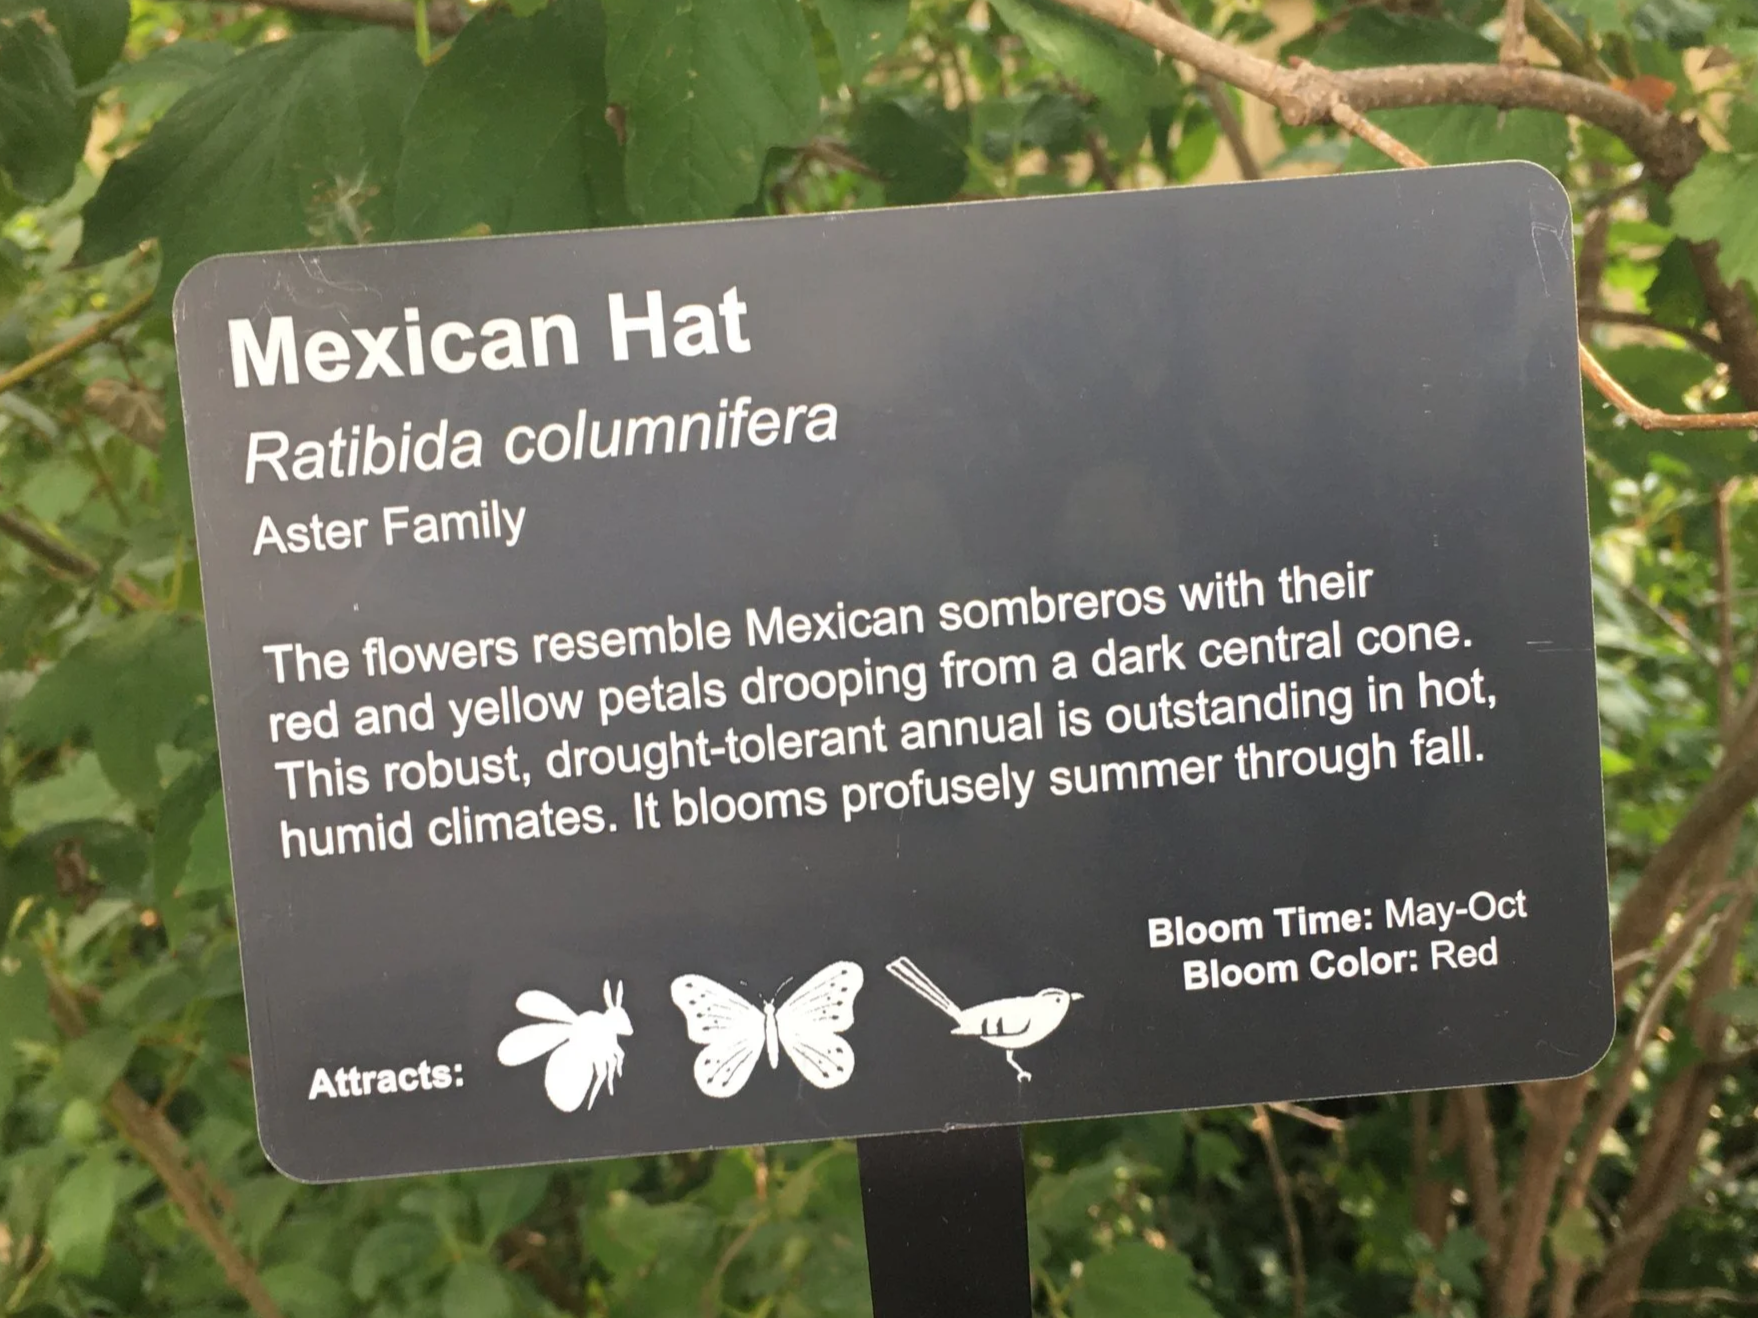 Mexican Hat
Ratibida columnifera
Aster Family
The flowers resemble Mexican sombreros with their
red and yellow petals drooping from a dark central cone.
This robust, drought-tolerant annual is outstanding in hot,
humid climates. It blooms profusely summer through fall.
Bloom Time: May-Oct
Bloom Color: Red
Attracts: